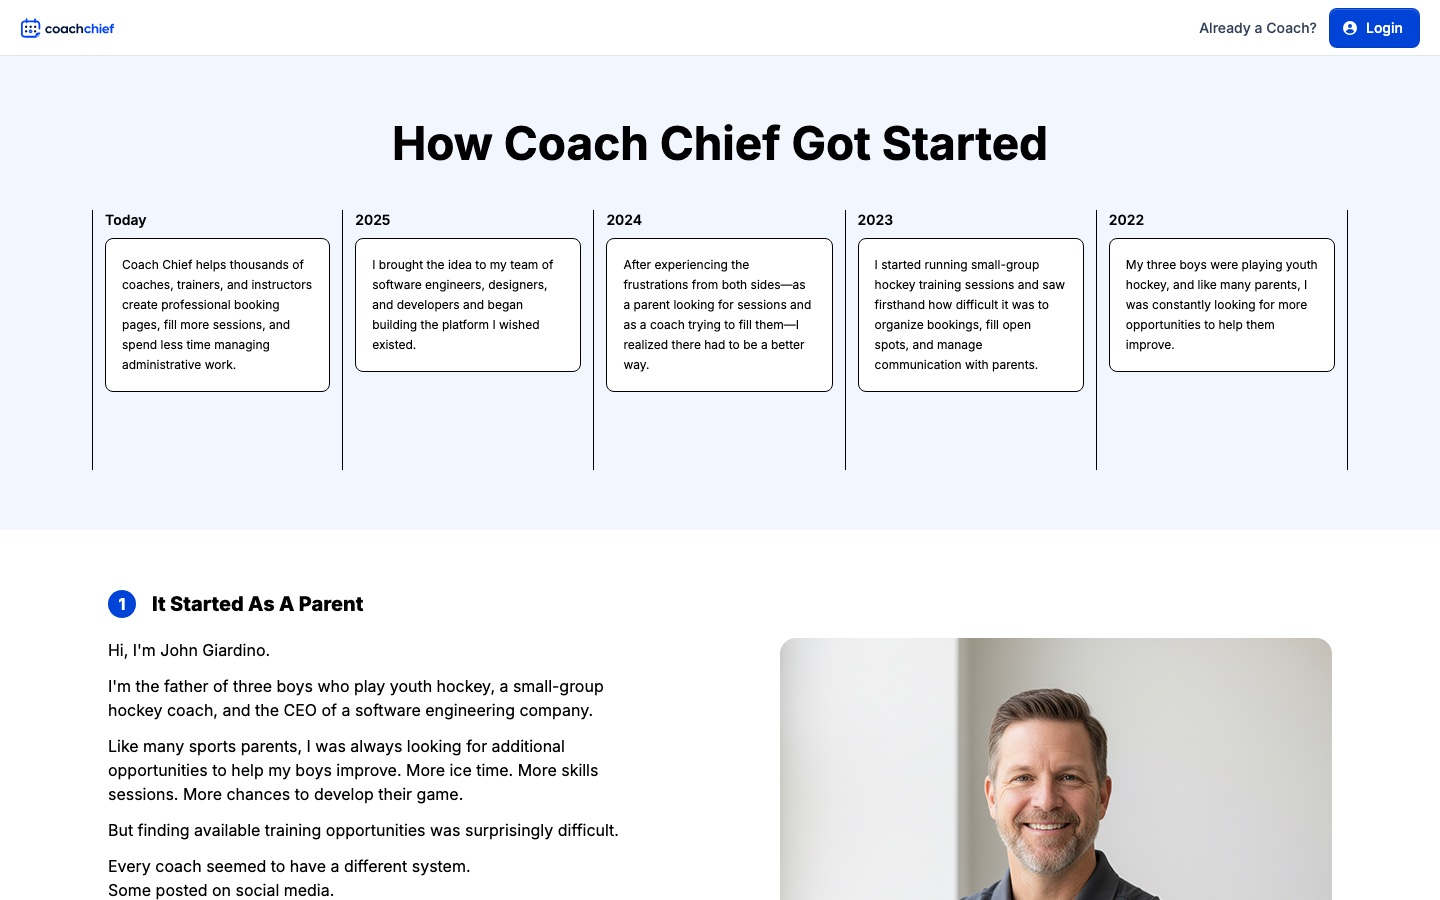 coachchief
Already a Coach?
Login
How Coach Chief Got Started
Today
Coach Chief helps thousands of
coaches, trainers, and instructors
create professional booking
pages, fill more sessions, and
spend less time managing
administrative work.
2025
I brought the idea to my team of
software engineers, designers,
and developers and began
building the platform I wished
existed.
2024
After experiencing the
frustrations from both sides—as
a parent looking for sessions and
as a coach trying to fill them—I
realized there had to be a better
way.
2023
I started running small-group
hockey training sessions and saw
firsthand how difficult it was to
organize bookings, fill open
spots, and manage
communication with parents.
2022
My three boys were playing youth
hockey, and like many parents, I
was constantly looking for more
opportunities to help them
improve.
1 It Started As A Parent
Hi, I'm John Giardino.
I'm the father of three boys who play youth hockey, a small-group
hockey coach, and the CEO of a software engineering company.
Like many sports parents, I was always looking for additional
opportunities to help my boys improve. More ice time. More skills
sessions. More chances to develop their game.
But finding available training opportunities was surprisingly difficult.
Every coach seemed to have a different system.
Some posted on social media.